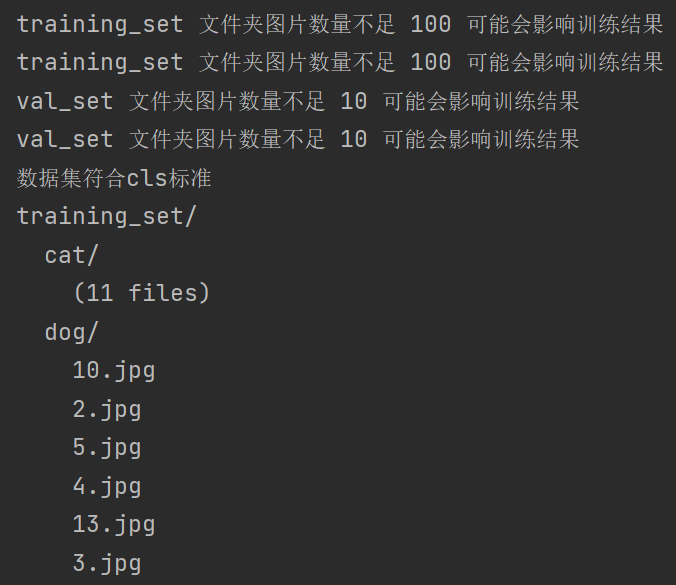 training_set 文件夹图片数量不足 100 可能会影响训练结果
training_set 文件夹图片数量不足 100 可能会影响训练结果
val_set 文件夹图片数量不足 10 可能会影响训练结果
val_set 文件夹图片数量不足 10 可能会影响训练结果
数据集符合cls标准
training_set/
cat/
(11 files)
dog/
10.jpg
2.jpg
5.jpg
4.jpg
13.jpg
3.jpg